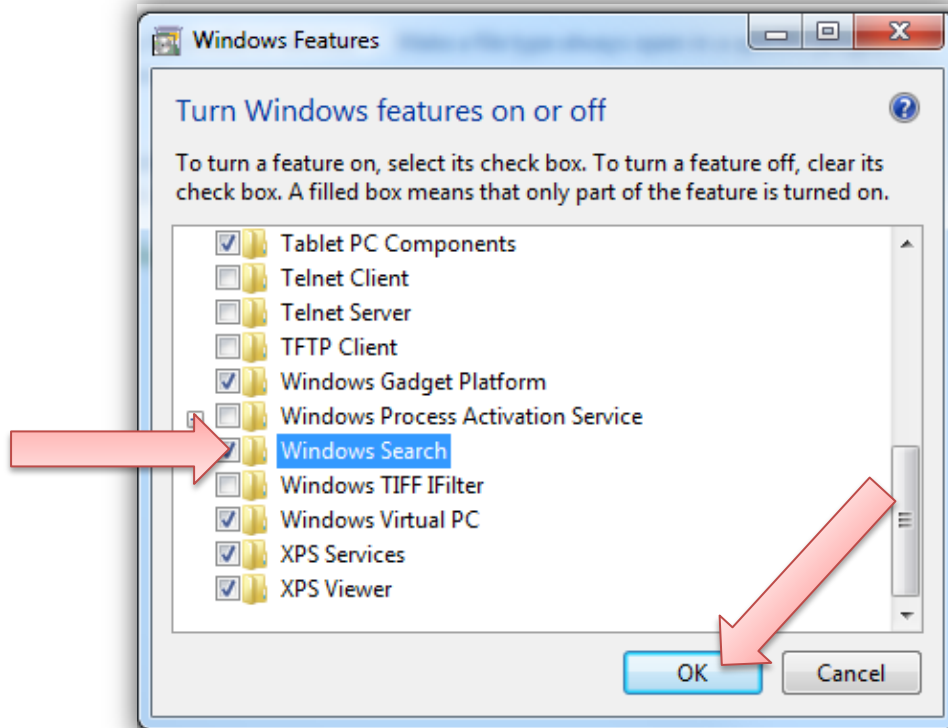 Windows Features
Turn Windows features on or off
To turn a feature on, select its check box. To turn a feature off, clear its
check box. A filled box means that only part of the feature is turned on.
Tablet PC Components
Telnet Client
Telnet Server
TFTP Client
Windows Gadget Platform
Windows Process Activation Service
Windows Search
Windows TIFF IFilter
Windows Virtual PC
XPS Services
XPS Viewer
OK
Cancel